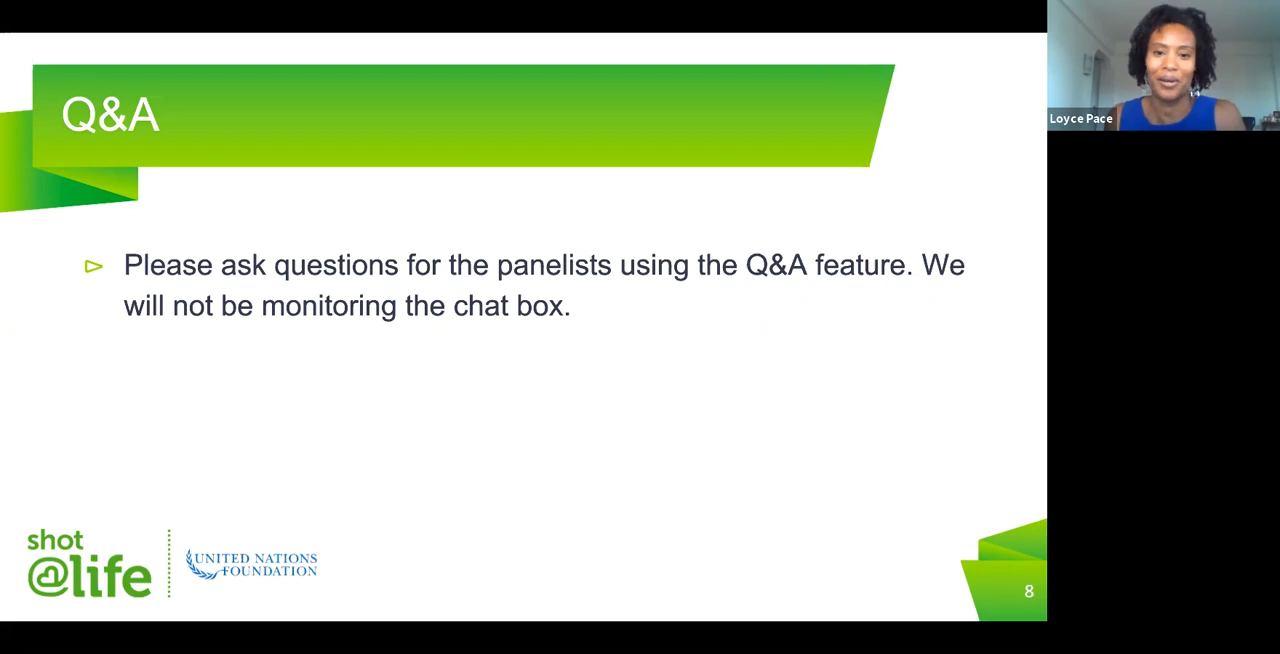 Q&A
Please ask questions for the panelists using the Q&A feature. We
will not be monitoring the chat box.
shot
@life
UNITED NATIONS
FOUNDATION
8
Loyce Pace